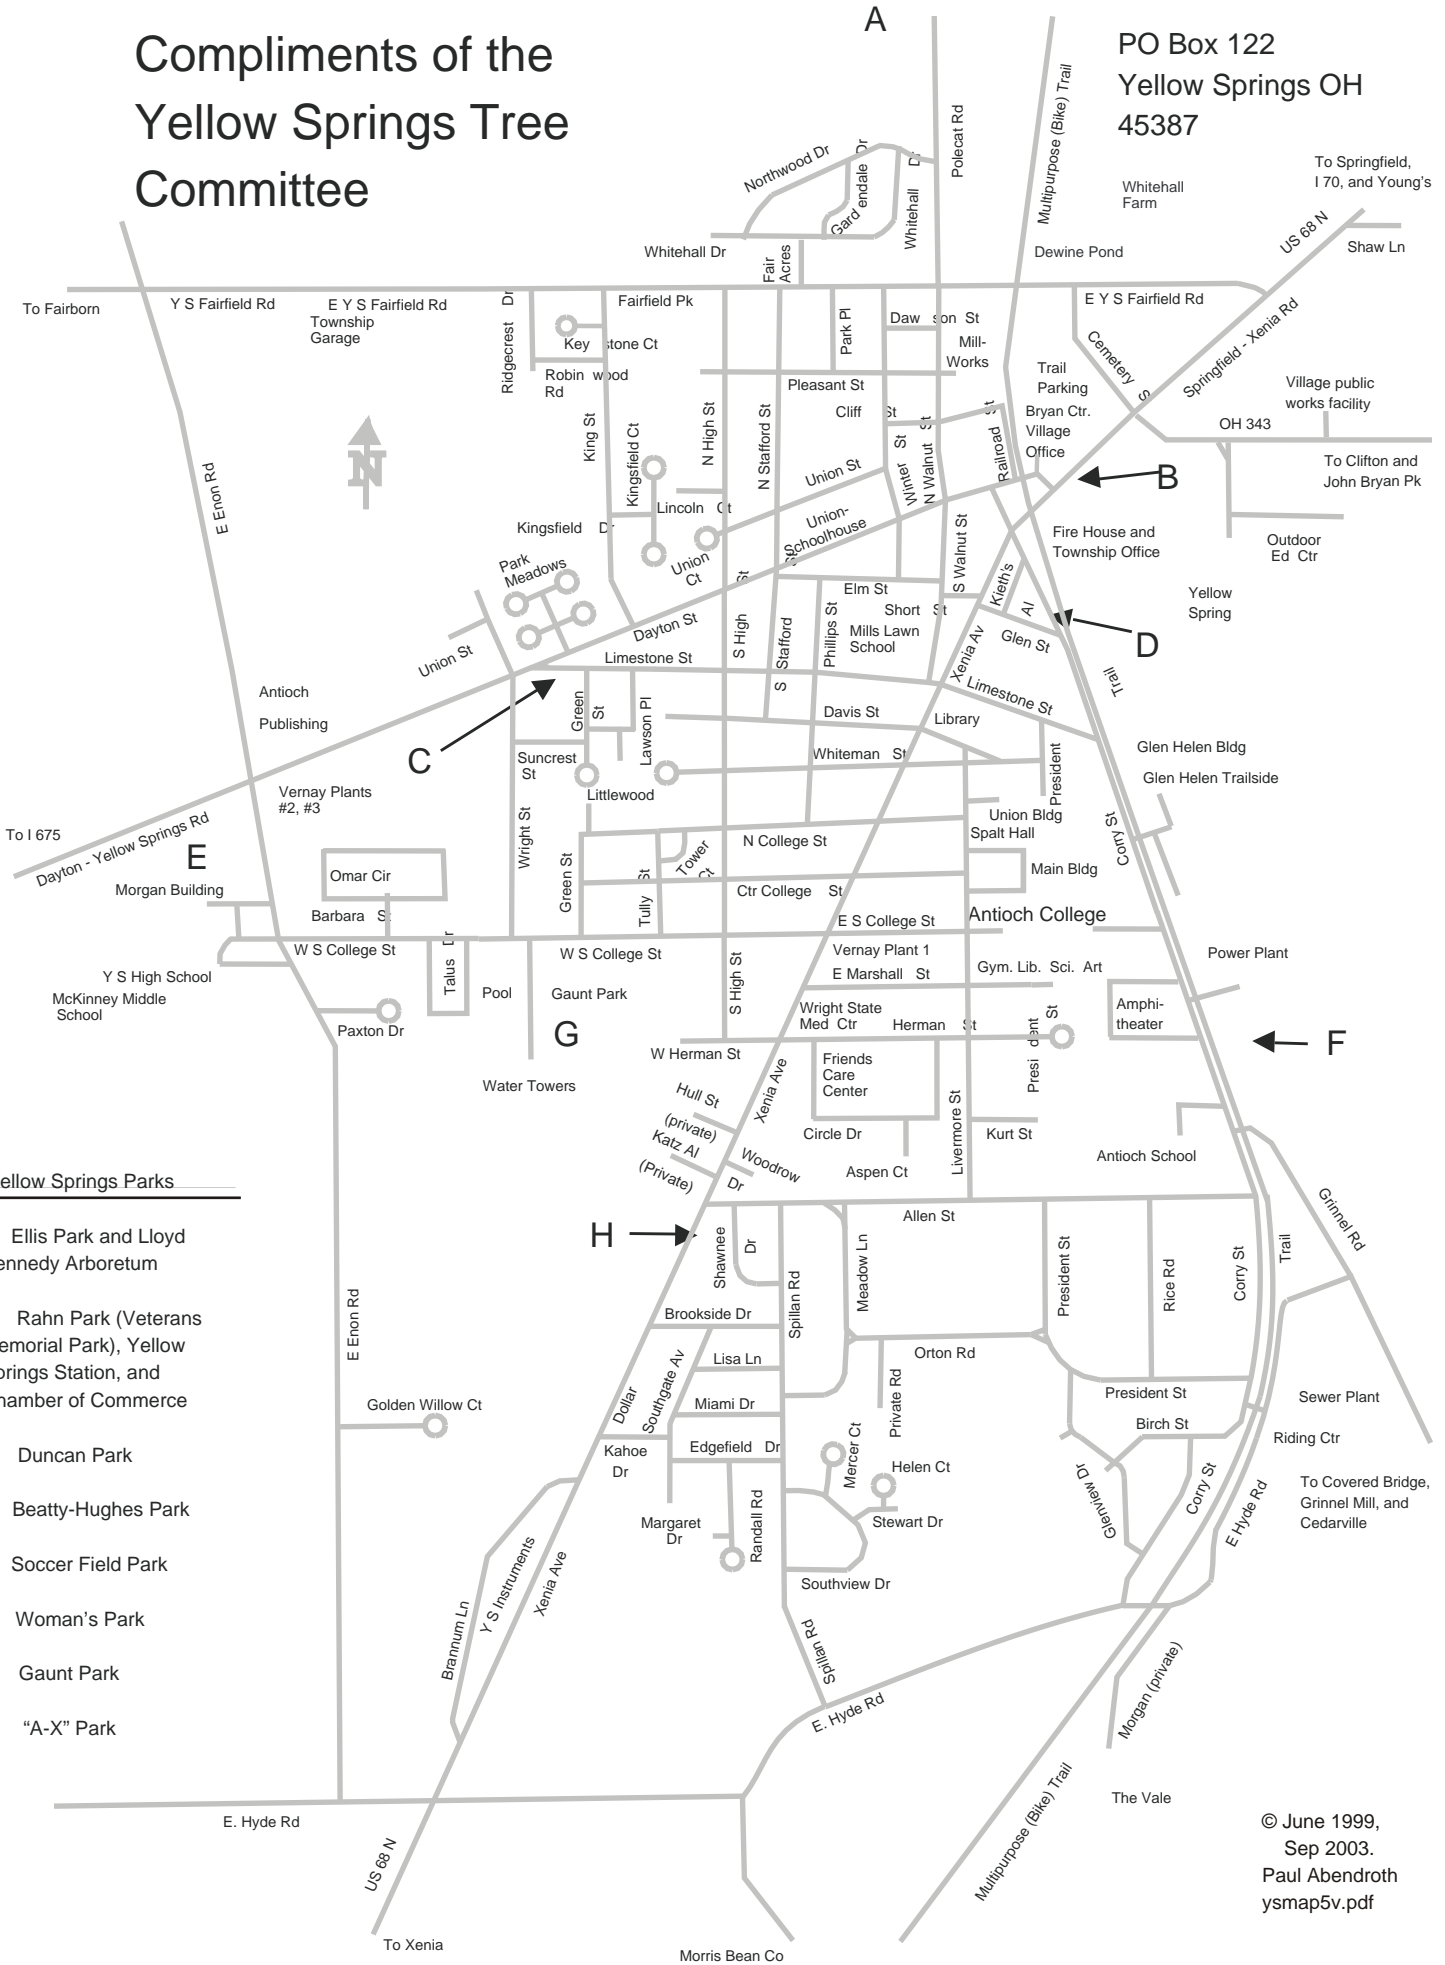 Compliments of the
Yellow Springs Tree
Committee
A
PO Box 122
Yellow Springs OH
45387
Polecat Rd
Multipurpose (Bike) Trail
Whitehall
Farm
To Springfield,
I 70, and Young's
US 68 N
Shaw Ln
Northwood Dr
Gard endale Dr
Whitehall Dr
Whitehall Dr
Fair
Acres
Dewine Pond
To Fairborn
Y S Fairfield Rd
E Y S Fairfield Rd
Township
Garage
Ridgecrest Dr
Fairfield Pk
Key stone Ct
Robin wood
Rd
Park Pl
Daw son St
Mill-
Works
E Y S Fairfield Rd
Cemetery S
Springfield - Xenia Rd
Trail
Parking
Bryan Ctr.
Village
Office
Village public
works facility
OH 343
To Clifton and
John Bryan Pk
Pleasant St
Cliff St
King St
Kingsfield Ct
N High St
N Stafford St
Union St
Winter St
N Walnut St
Railroad St
B
E Enon Rd
N
Kingsfield Dr
Lincoln Ct
Union-
Schoolhouse
Park
Meadows
Union
Ct
Fire House and
Township Office
Outdoor
Ed Ctr
Yellow
Spring
S Walnut St
Kieth's
Al
Elm St
Short St
Mills Lawn
School
Phillips St
S Stafford St
S High St
Dayton St
Union St
Limestone St
Xenia Av
Glen St
D
Trail
Limestone St
Antioch
Publishing
C
Green
St
Lawson Pl
Davis St
Library
Whiteman St
President
Glen Helen Bldg
Glen Helen Trailside
Suncrest
St
Littlewood
Vernay Plants
#2, #3
To I 675
Dayton - Yellow Springs Rd
E
Wright St
Union Bldg
Spalt Hall
Corry St
N College St
Tower
Ct
Main Bldg
Morgan Building
Omar Cir
Barbara St
Green St
Tully St
Ctr College St
E S College St
Antioch College
W S College St
Talus Dr
W S College St
Vernay Plant 1
Power Plant
Y S High School
McKinney Middle
School
Pool
Gaunt Park
S High St
E Marshall St
Gym. Lib. Sci. Art
Amphi-
theater
Paxton Dr
G
Wright State
Med Ctr
Herman St
Presi dent St
F
W Herman St
Water Towers
Hull St
(private)
Katz Al
(Private)
Xenia Ave
Friends
Care
Center
Circle Dr
Aspen Ct
Livermore St
Kurt St
Antioch School
Woodrow
Dr
ellow Springs Parks
Ellis Park and Lloyd
ennedy Arboretum
Rahn Park (Veterans
emorial Park), Yellow
prings Station, and
hamber of Commerce
Duncan Park
Beatty-Hughes Park
Soccer Field Park
Woman's Park
Gaunt Park
“A-X” Park
H
Allen St
Shawnee Dr
Spillan Rd
Meadow Ln
President St
Rice Rd
Corry St
Trail
Grinnel Rd
E Enon Rd
Brookside Dr
Lisa Ln
Southgate Av
Dollar
Orton Rd
Private Rd
President St
Birch St
Sewer Plant
Riding Ctr
Golden Willow Ct
Miami Dr
Kahoe
Dr
Edgefield Dr
Mercer Ct
Helen Ct
Stewart Dr
Glenview Dr
Corry St
E Hyde Rd
To Covered Bridge,
Grinnel Mill, and
Cedarville
Margaret
Dr
Randall Rd
Southview Dr
Brannum Ln
Y S Instruments
Xenia Ave
Spillan Rd
E. Hyde Rd
Morgan (private)
Multipurpose (Bike) Trail
The Vale
E. Hyde Rd
US 68 N
To Xenia
Morris Bean Co
© June 1999,
Sep 2003.
Paul Abendroth
ysmap5v.pdf